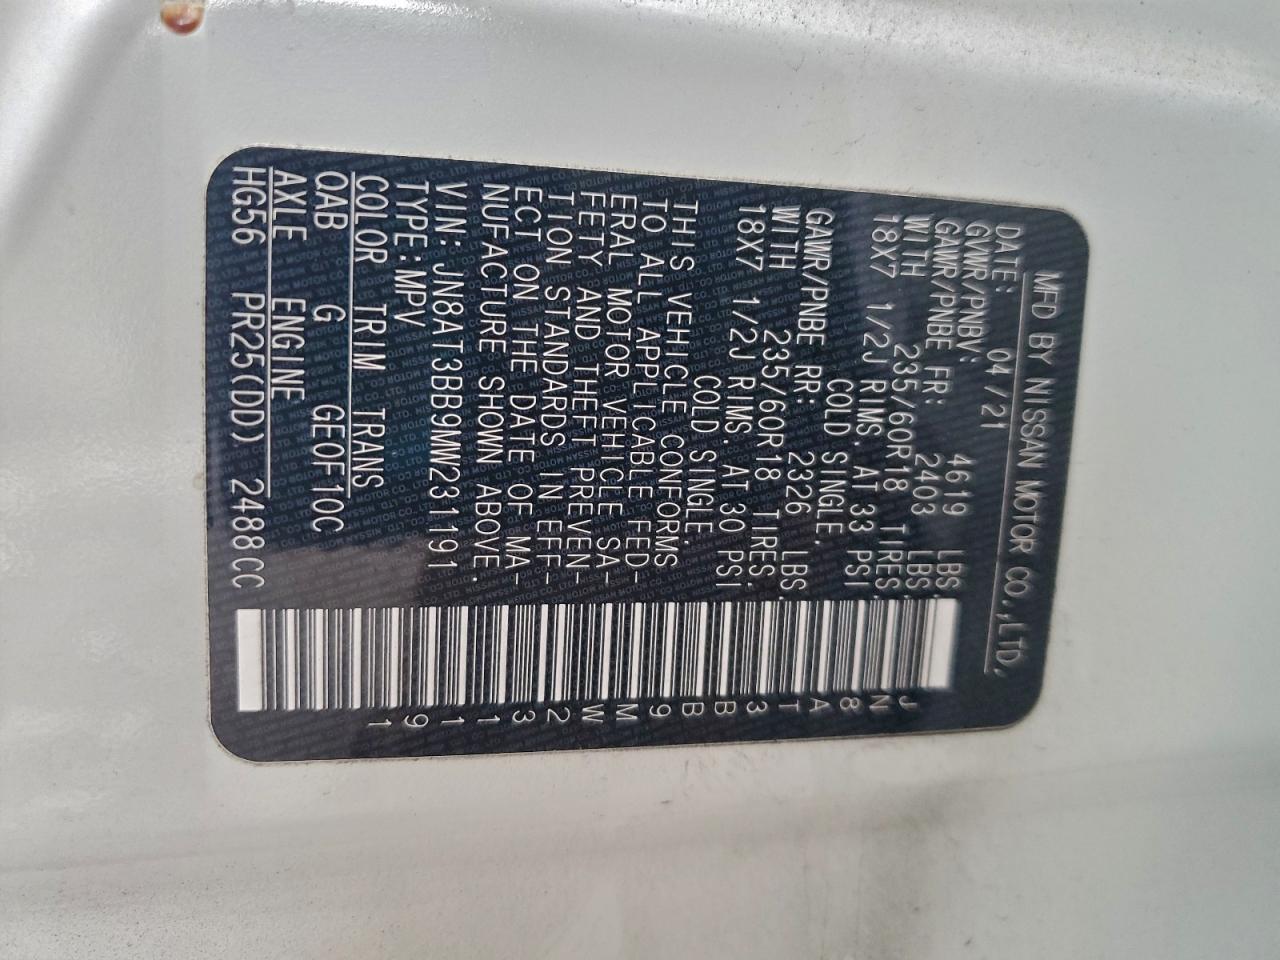 MFD BY NISSAN MOTOR CO.,LTD.
DATE: 04/21
GVWR/PNBV: 4619 LBS.
GAWR/PNBE FR: 2403 LBS.
WITH 235/60R18 TIRES,
18X7 1/2J RIMS, AT 33 PSI
COLD SINGLE.
GAWR/PNBE RR: 2326 LBS.
WITH 235/60R18 TIRES,
18X7 1/2J RIMS, AT 30 PSI
COLD SINGLE.
THIS VEHICLE CONFORMS
TO ALL APPLICABLE FED-
ERAL MOTOR VEHICLE SA-
FETY AND THEFT PREVEN-
TION STANDARDS IN EFF-
ECT ON THE DATE OF MA-
NUFACTURE SHOWN ABOVE.
VIN: JN8AT3BB9MW231191
TYPE:MPV
COLOR TRIM TRANS
QAB G GEOF10C
AXLE ENGINE
HG56 PR25(DD) 2488CC
JN8AT3BB9MW231191